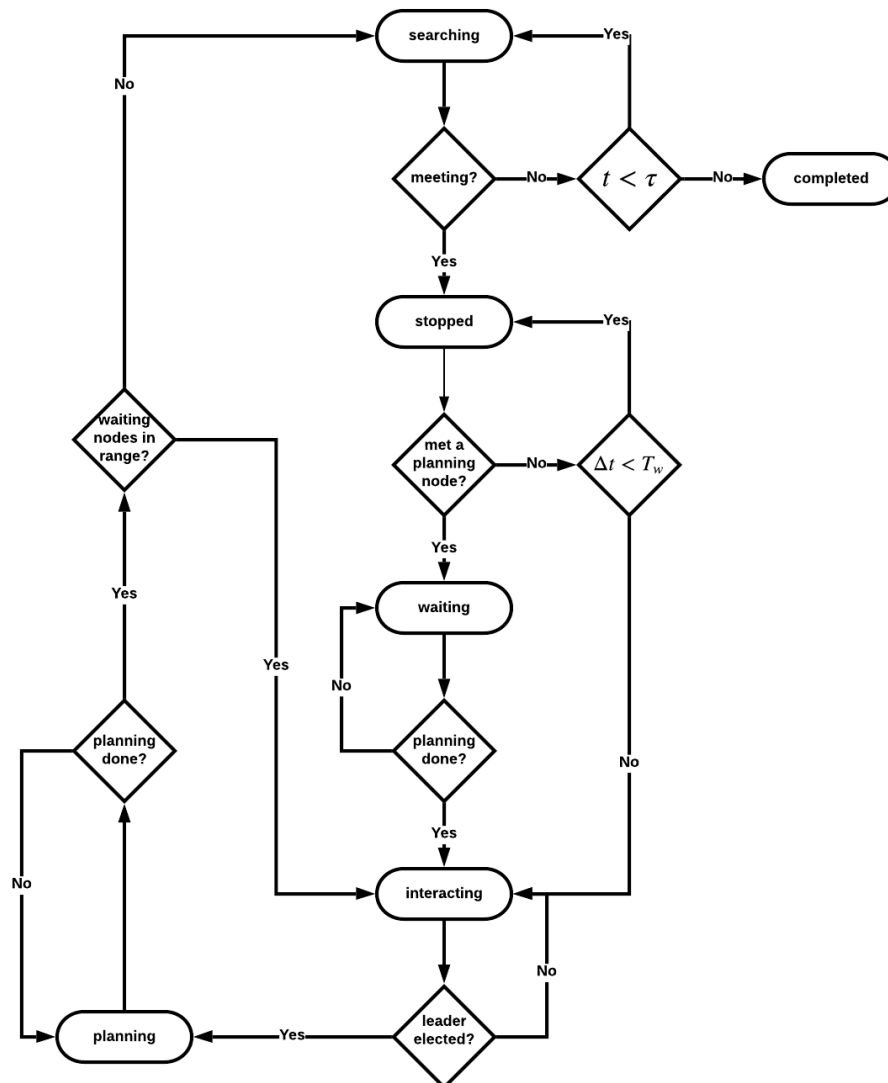 searching
Yes
No
meeting?
No
t < τ
No
completed
Yes
stopped
Yes
waiting
nodes in
range?
met a
planning
node?
No
Δt < T_w
Yes
Yes
waiting
Yes
No
planning
done?
planning
done?
No
Yes
No
interacting
No
leader
elected?
Yes
planning